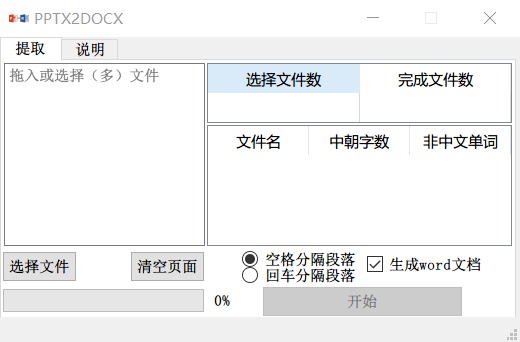 PPTX2DOCX
提取 说明
拖入或选择（多）文件
选择文件数 完成文件数
文件名 中朝字数 非中文单词
选择文件 清空页面
空格分隔段落
回车分隔段落
生成word文档
0%
开始